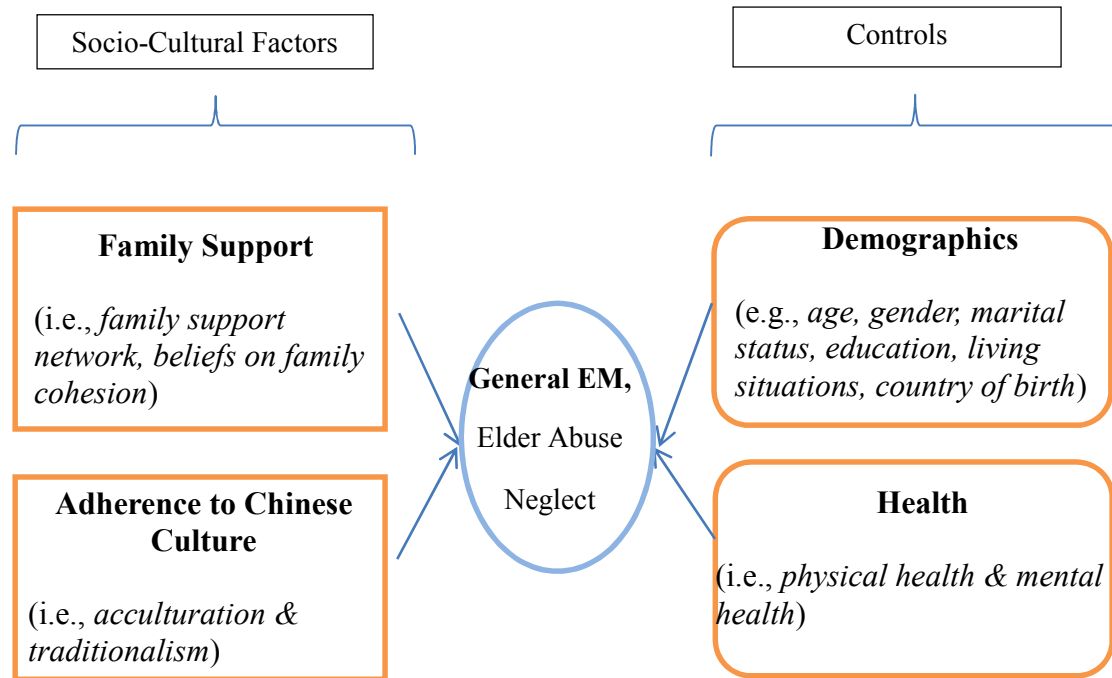 Socio-Cultural Factors
Controls
Family Support
(i.e., family support
network, beliefs on family
cohesion)
Adherence to Chinese
Culture
(i.e., acculturation &
traditionalism)
General EM,
Elder Abuse
Neglect
Demographics
(e.g., age, gender, marital
status, education, living
situations, country of birth)
Health
(i.e., physical health & mental
health)